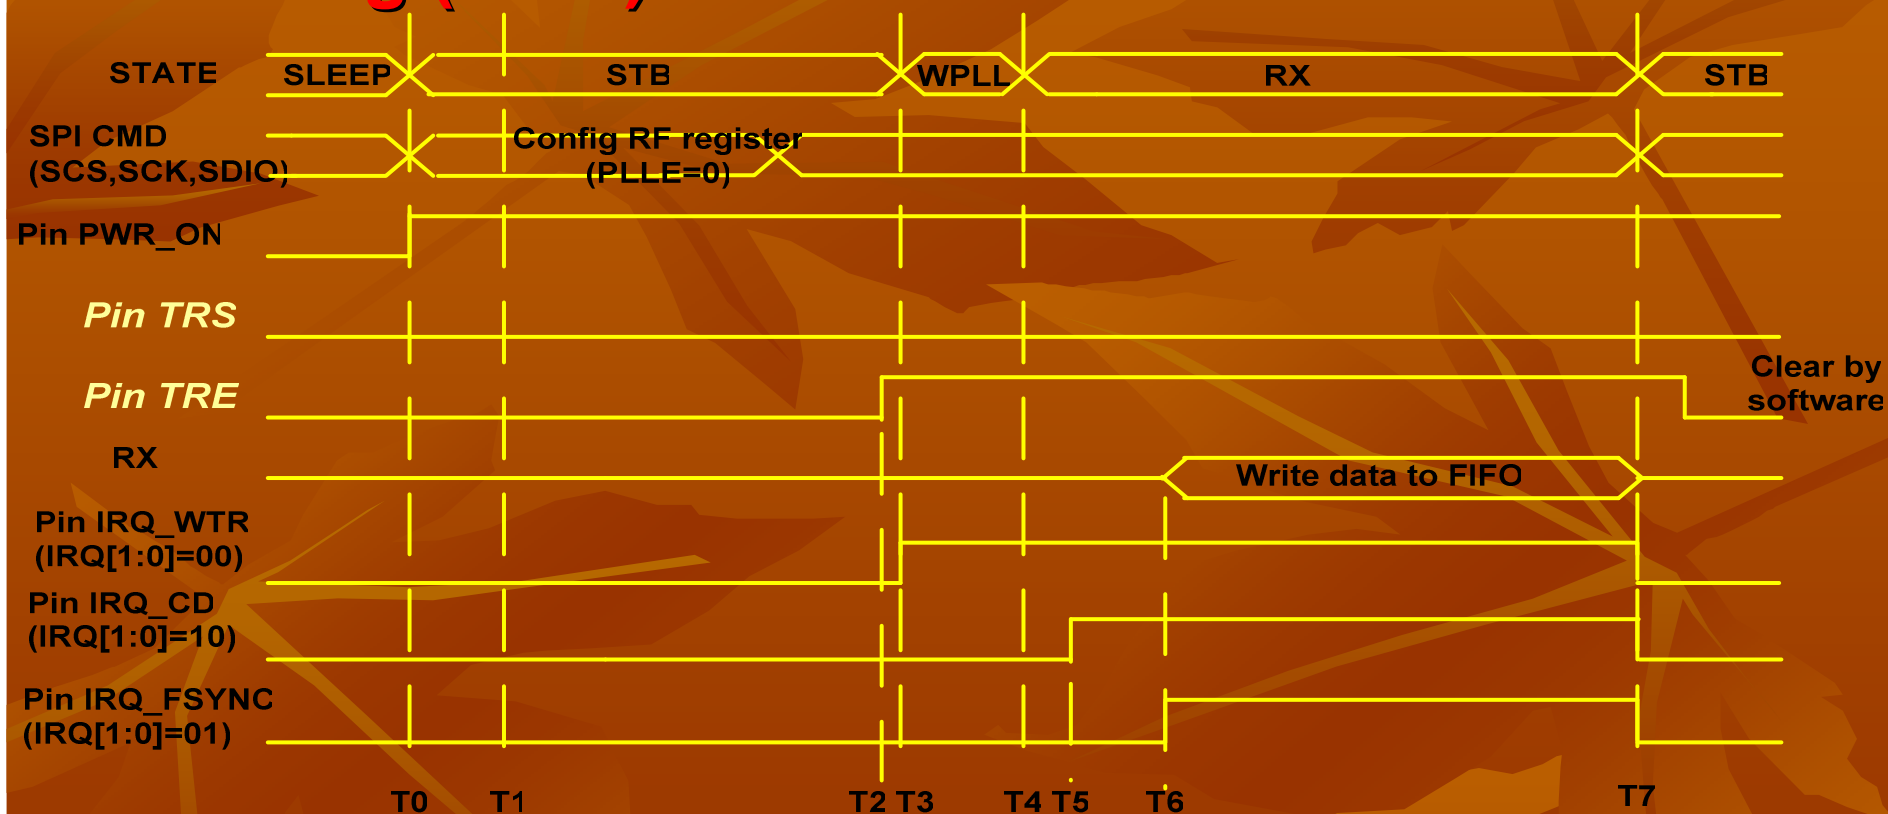 STATE SLEEP STB WPLL RX STB
SPI CMD
(SCS,SCK,SDIO)
Config RF register
(PLLE=0)
Pin PWR_ON
Pin TRS
Pin TRE
Clear by
software
RX
Write data to FIFO
Pin IRQ_WTR
(IRQ[1:0]=00)
Pin IRQ_CD
(IRQ[1:0]=10)
Pin IRQ_FSYNC
(IRQ[1:0]=01)
T0 T1 T2 T3 T4 T5 T6 T7